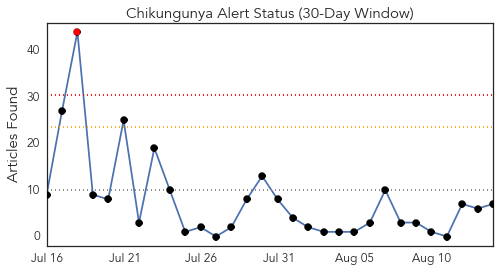 Chikungunya Alert Status (30-Day Window)
Articles Found
40
30
20
10
0
Jul 16
Jul 21
Jul 26
Jul 31
Aug 05
Aug 10